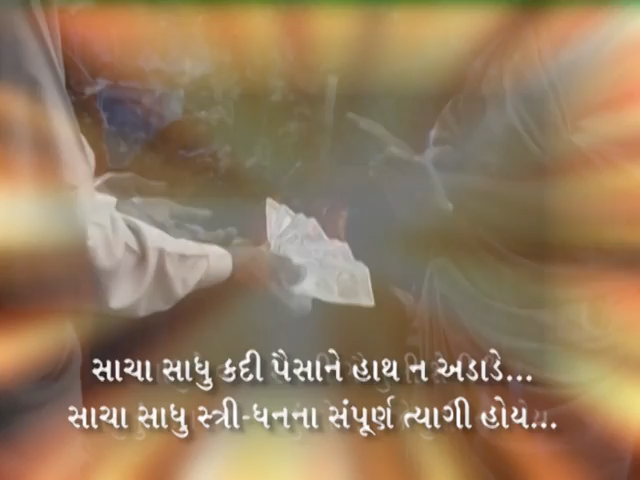 સાચા સાધુ કદી પૈસાને હાથ ન અડાડે...
સાચા સાધુ સ્ત્રી-ધનના સંપૂર્ણ ત્યાગી હોય...